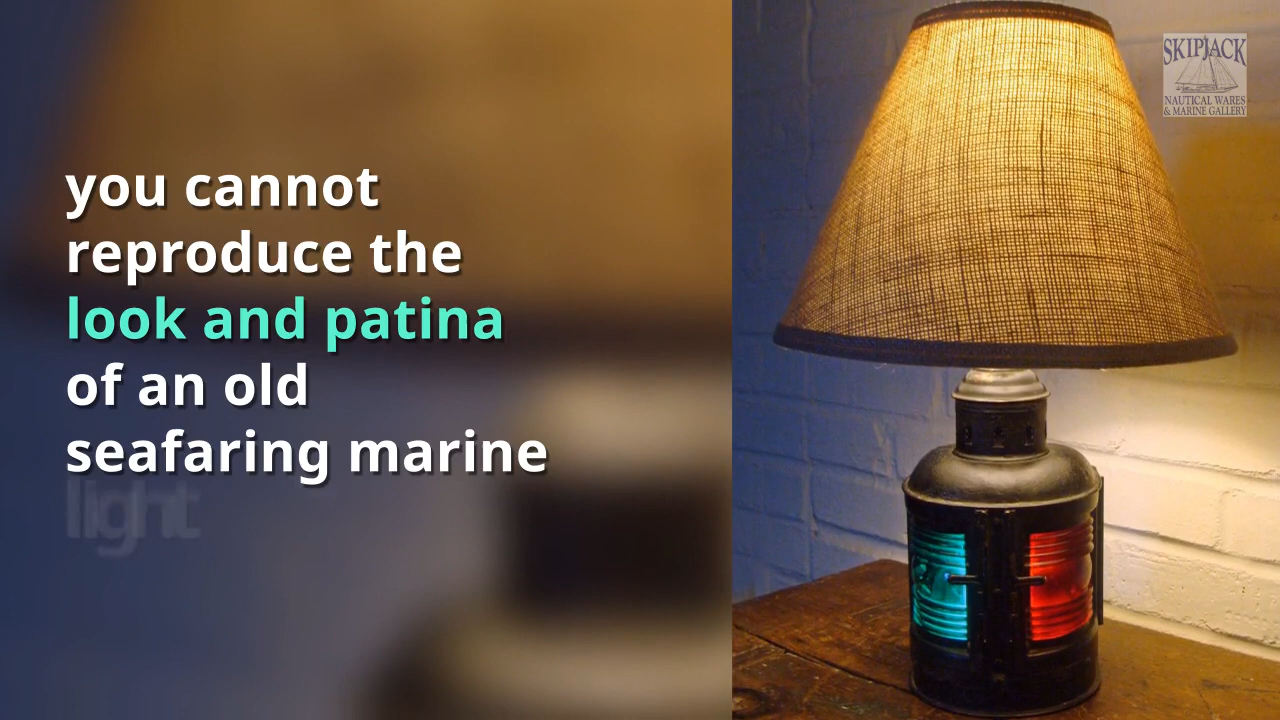 you cannot
reproduce the
look and patina
of an old
seafaring marine
light
SKIPJACK
NAUTICAL WARES
& MARINE GALLERY